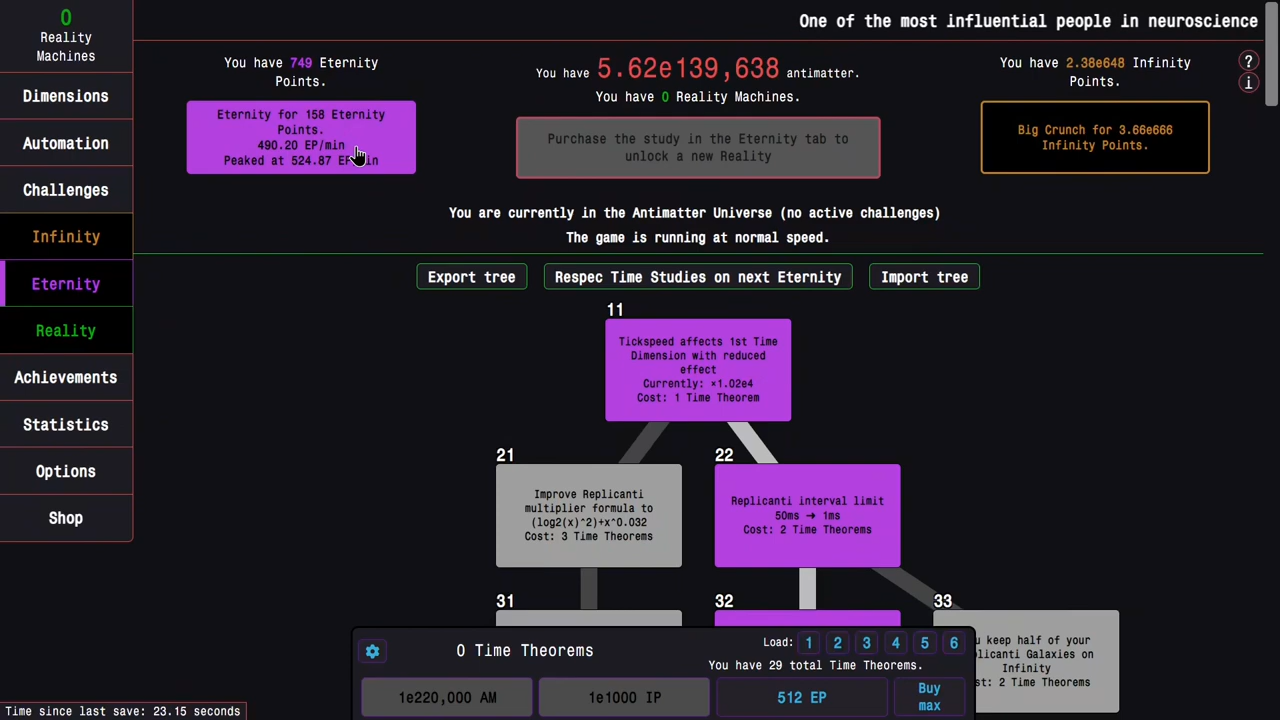 0
Reality
Machines
Dimensions
Automation
Challenges
Infinity
Eternity
Reality
Achievements
Statistics
Options
Shop
Time since last save: 23.15 seconds
One of the most influential people in neuroscience
You have 749 Eternity
Points.
Eternity for 158 Eternity
Points.
490.20 EP/min
Peaked at 524.87
You have 5.62e139,638 antimatter.
You have 0 Reality Machines.
Purchase the study in the Eternity tab to
unlock a new Reality
You have 2.38e648 Infinity
Points.
Big Crunch for 3.66e666
Infinity Points.
?
i
You are currently in the Antimatter Universe (no active challenges)
The game is running at normal speed.
Export tree
Respec Time Studies on next Eternity
Import tree
11
Tickspeed affects 1st Time
Dimension with reduced
effect
Currently: ×1.02e4
Cost: 1 Time Theorem
21
Improve Replicanti
multiplier formula to
(log2(x)^2)+x^0.032
Cost: 3 Time Theorems
22
Replicanti interval limit
50ms → 1ms
Cost: 2 Time Theorems
31
32
33
keep half of your
Galaxies on
Infinity
2 Time Theorems
0 Time Theorems
Load: 1 2 3 4 5 6
You have 29 total Time Theorems.
1e220,000 AM
1e1000 IP
512 EP
Buy
max